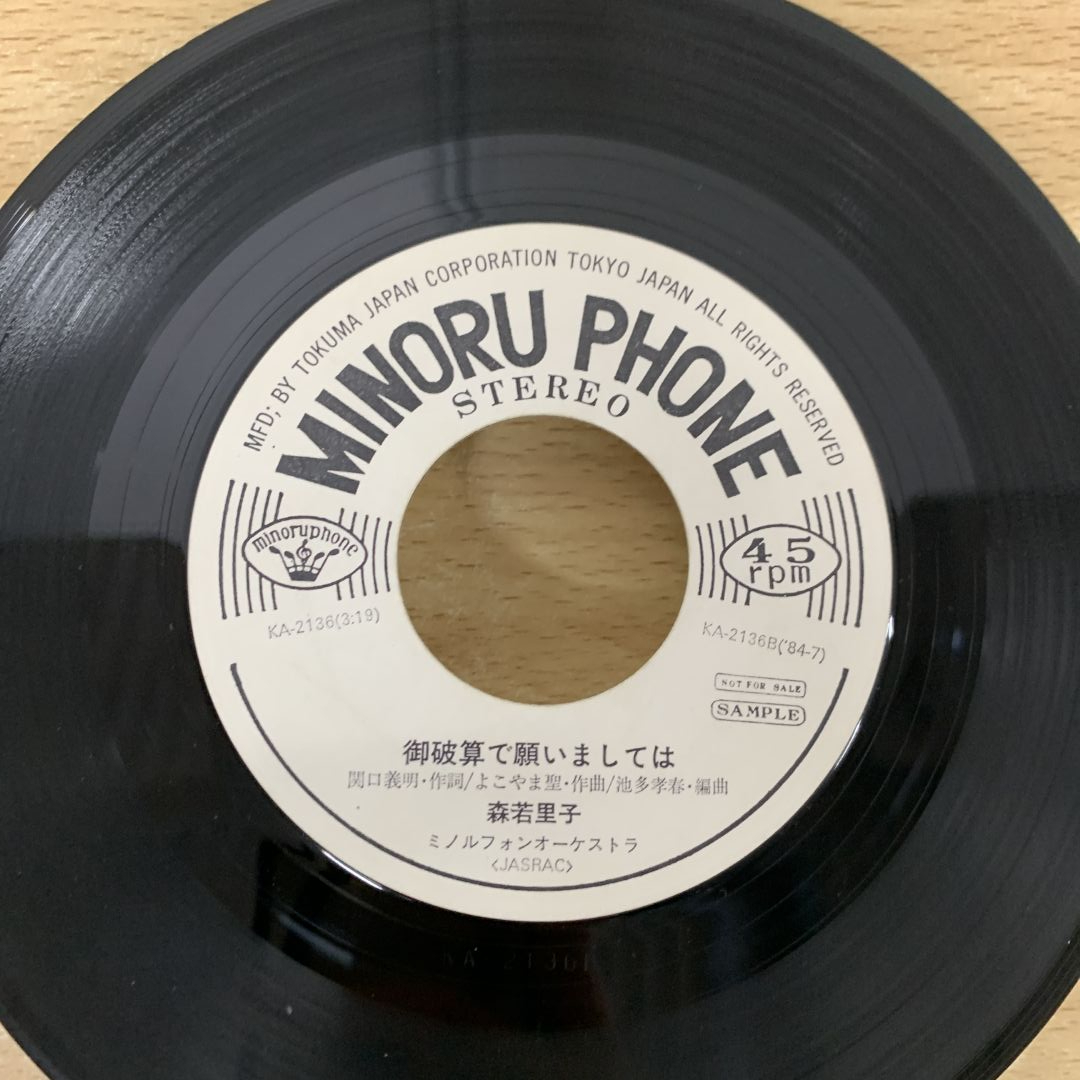 MFD; BY TOKUMA JAPAN CORPORATION TOKYO JAPAN ALL RIGHTS RESERVED
MINORU PHONE
STEREO
minoruphone
45
rpm
KA-2136(3:19)
KA-2136B('84-7)
NOT FOR SALE
SAMPLE
御破算で願いましては
関口義明・作詞/よこやま聖・作曲/池多孝春・編曲
森若里子
ミノルフォンオーケストラ
<JASRAC>